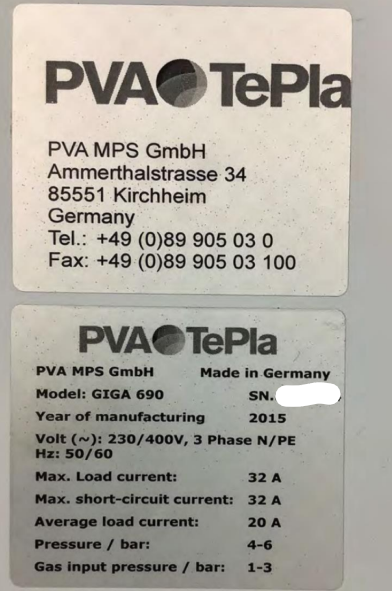 PVA TePla
PVA MPS GmbH
Ammerthalstrasse 34
85551 Kirchheim
Germany
Tel.: +49 (0)89 905 03 0
Fax: +49 (0)89 905 03 100
PVA TePla
PVA MPS GmbH Made in Germany
Model: GIGA 690 SN.
Year of manufacturing 2015
Volt (~): 230/400V, 3 Phase N/PE
Hz: 50/60
Max. Load current: 32 A
Max. short-circuit current: 32 A
Average load current: 20 A
Pressure / bar: 4-6
Gas input pressure / bar: 1-3